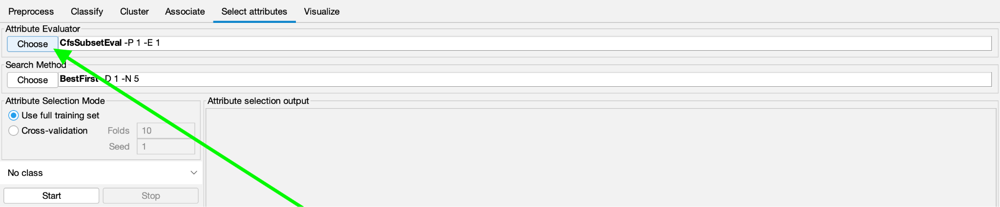 Preprocess Classify Cluster Associate Select attributes Visualize
Attribute Evaluator
Choose CfsSubsetEval -P 1 -E 1
Search Method
Choose BestFirst -D 1 -N 5
Attribute Selection Mode
Use full training set
Cross-validation Folds 10
Seed 1
No class
Start Stop
Attribute selection output